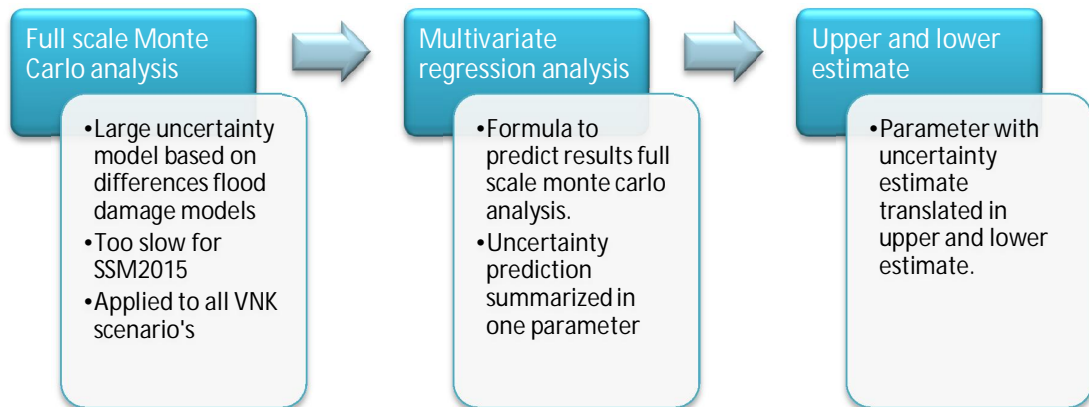 Full scale Monte
Carlo analysis
•Large uncertainty
model based on
differences flood
damage models
•Too slow for
SSM2015
•Applied to all VNK
scenario's
Multivariate
regression analysis
•Formula to
predict results full
scale monte carlo
analysis.
•Uncertainty
prediction
summarized in
one parameter
Upper and lower
estimate
•Parameter with
uncertainty
estimate
translated in
upper and lower
estimate.